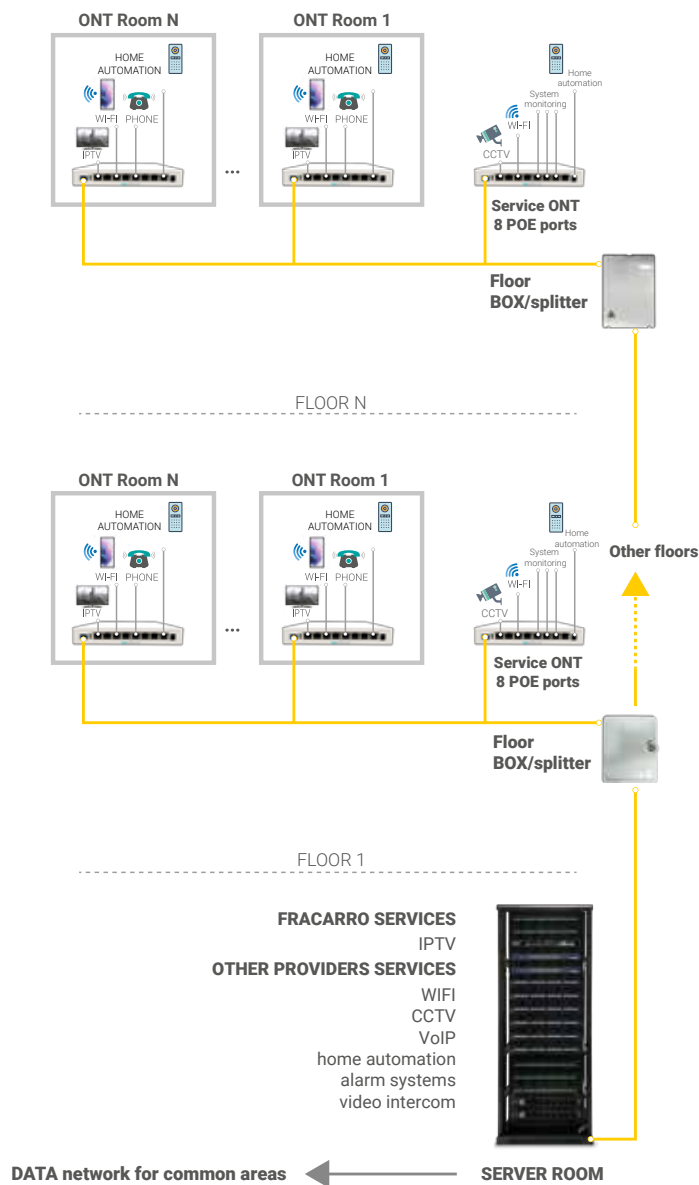 ONT Room N
ONT Room 1
HOME
AUTOMATION
WI-FI PHONE
IPTV
...
HOME
AUTOMATION
WI-FI PHONE
IPTV
Home
automation
System
monitoring
WI-FI
CCTV
Service ONT
8 POE ports
Floor
BOX/splitter
FLOOR N
ONT Room N
ONT Room 1
HOME
AUTOMATION
WI-FI PHONE
IPTV
...
HOME
AUTOMATION
WI-FI PHONE
IPTV
Home
automation
System
monitoring
WI-FI
CCTV
Other floors
Service ONT
8 POE ports
Floor
BOX/splitter
FLOOR 1
FRACARRO SERVICES
IPTV
OTHER PROVIDERS SERVICES
WIFI
CCTV
VoIP
home automation
alarm systems
video intercom
DATA network for common areas
SERVER ROOM